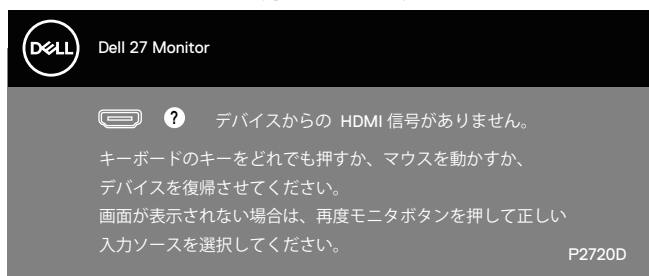 DELL
Dell 27 Monitor
? デバイスからの HDMI 信号がありません。
キーボードのキーをどれでも押すか、マウスを動かすか、
デバイスを復帰させてください。
画面が表示されない場合は、再度モニタボタンを押して正しい
入力ソースを選択してください。
P2720D